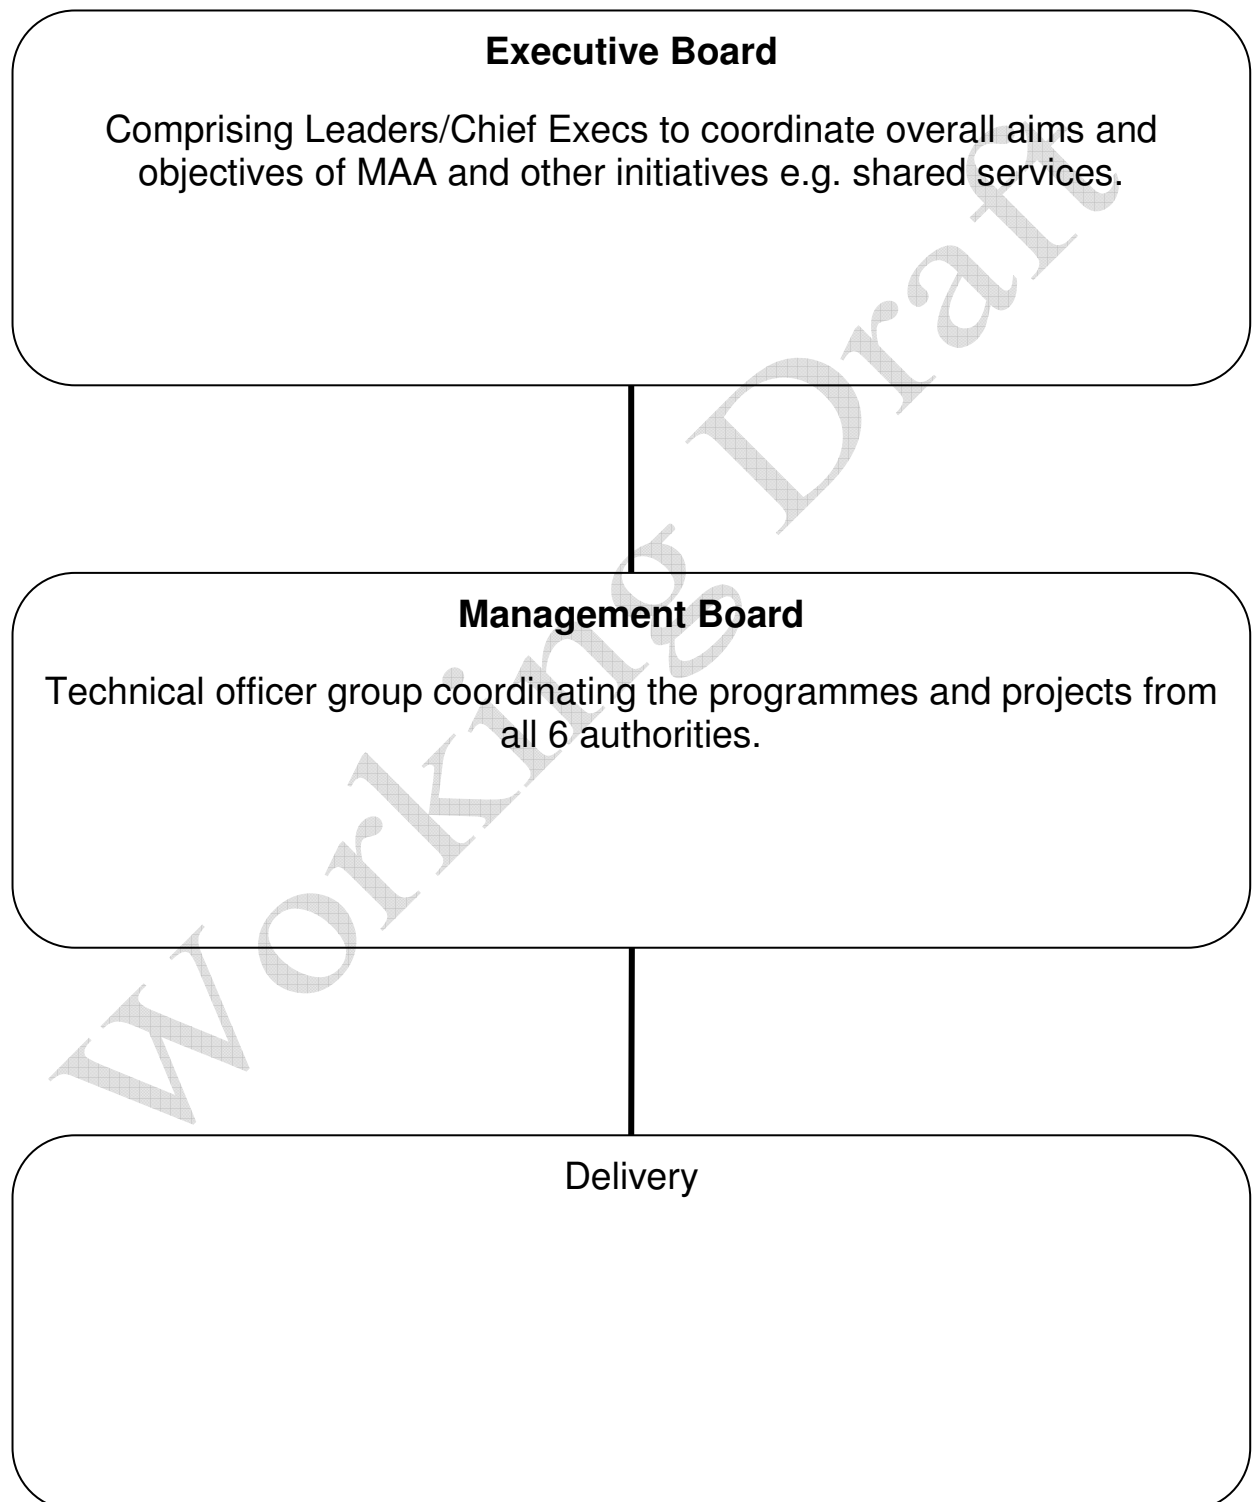 Executive Board
Comprising Leaders/Chief Execs to coordinate overall aims and
objectives of MAA and other initiatives e.g. shared services.
Management Board
Technical officer group coordinating the programmes and projects from
all 6 authorities.
Delivery
Working Draft